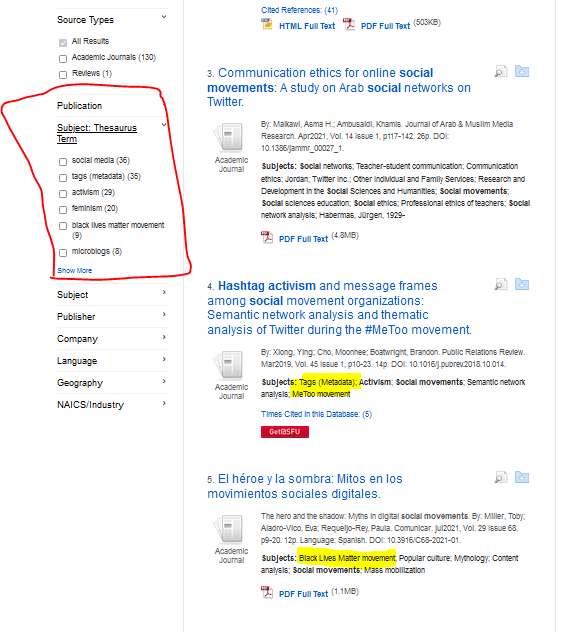 Source Types
All Results
Academic Journals (130)
Reviews (1)
Publication
Subject: Thesaurus
Term
social media (36)
tags (metadata) (35)
activism (29)
feminism (20)
black lives matter movement
(9)
microblogs (8)
Show More
Subject
Publisher
Company
Language
Geography
NAICS/Industry
Cited References: (41)
HTML Full Text PDF Full Text (503KB)
3. Communication ethics for online social
movements: A study on Arab social networks on
Twitter.
By: Malkawi, Asma H.; Ambusaidi, Khamis. Journal of Arab & Muslim Media
Research. Apr2021, Vol. 14 Issue 1, p117-142. 26p. DOI:
10.1386/jammr_00027_1.
Academic
Journal
Subjects: Social networks; Teacher-student communication; Communication
ethics; Jordan; Twitter Inc.; Other Individual and Family Services; Research and
Development in the Social Sciences and Humanities; Social movements;
Social sciences education; Social ethics; Professional ethics of teachers; Social
network analysis; Habermas, Jürgen, 1929-
PDF Full Text (4.8MB)
4. Hashtag activism and message frames
among social movement organizations:
Semantic network analysis and thematic
analysis of Twitter during the #MeToo movement.
By: Xiong, Ying; Cho, Moonhee; Boatwright, Brandon. Public Relations Review.
Mar2019, Vol. 45 Issue 1, p10-23. 14p. DOI: 10.1016/j.pubrev.2018.10.014.
Academic
Journal
Subjects: Tags (Metadata); Activism; Social movements; Semantic network
analysis; MeToo movement
Times Cited in this Database: (5)
Get@SFU
5. El héroe y la sombra: Mitos en los
movimientos sociales digitales.
The hero and the shadow: Myths in digital social movements. By: Miller, Toby;
Aladro-Vico, Eva; Requeijo-Rey, Paula. Comunicar. jul2021, Vol. 29 Issue 68,
p9-20. 12p. Language: Spanish. DOI: 10.3916/C68-2021-01.
Academic
Journal
Subjects: Black Lives Matter movement; Popular culture; Mythology; Content
analysis; Social movements; Mass mobilization
PDF Full Text (1.1MB)